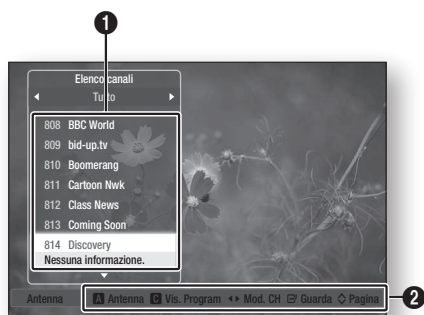 1
Elenco canali
◄ Tutto ►
808 BBC World
809 bid-up.tv
810 Boomerang
811 Cartoon Nwk
812 Class News
813 Coming Soon
814 Discovery
Nessuna informazione.
Antenna A Antenna C Vis. Program Mod. CH Guarda Pagina
2